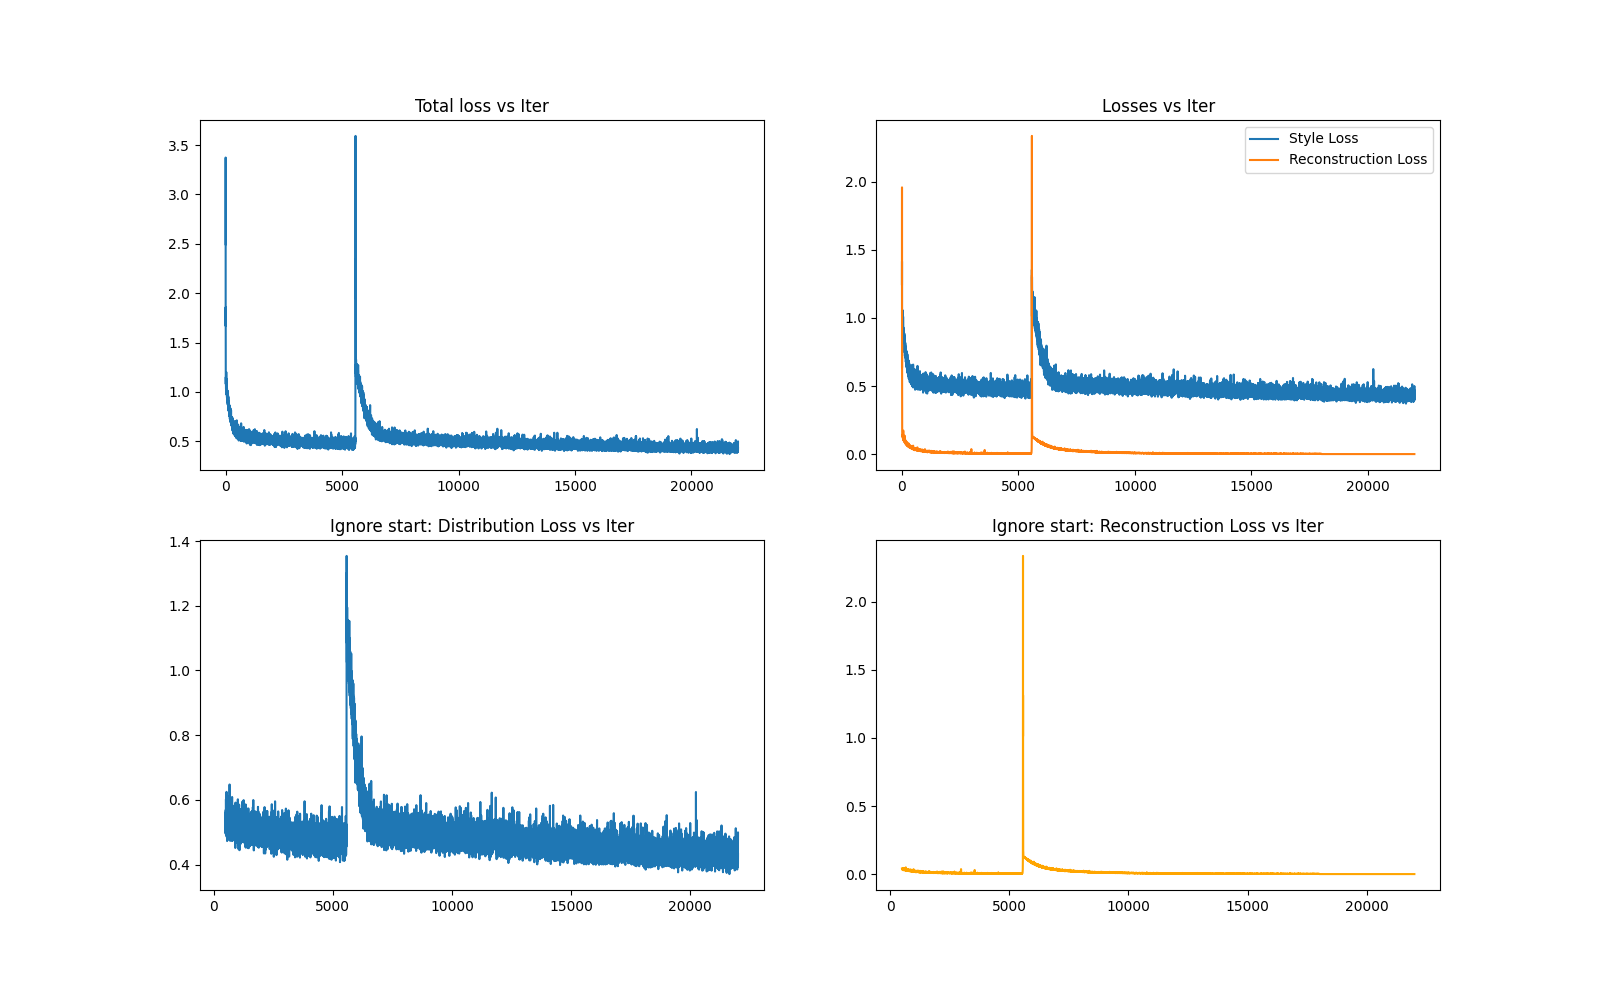 Total loss vs Iter
3.5
3.0
2.5
2.0
1.5
1.0
0.5
0 5000 10000 15000 20000
Losses vs Iter
Style Loss
Reconstruction Loss
2.0
1.5
1.0
0.5
0.0
0 5000 10000 15000 20000
Ignore start: Distribution Loss vs Iter
1.4
1.2
1.0
0.8
0.6
0.4
0 5000 10000 15000 20000
Ignore start: Reconstruction Loss vs Iter
2.0
1.5
1.0
0.5
0.0
0 5000 10000 15000 20000